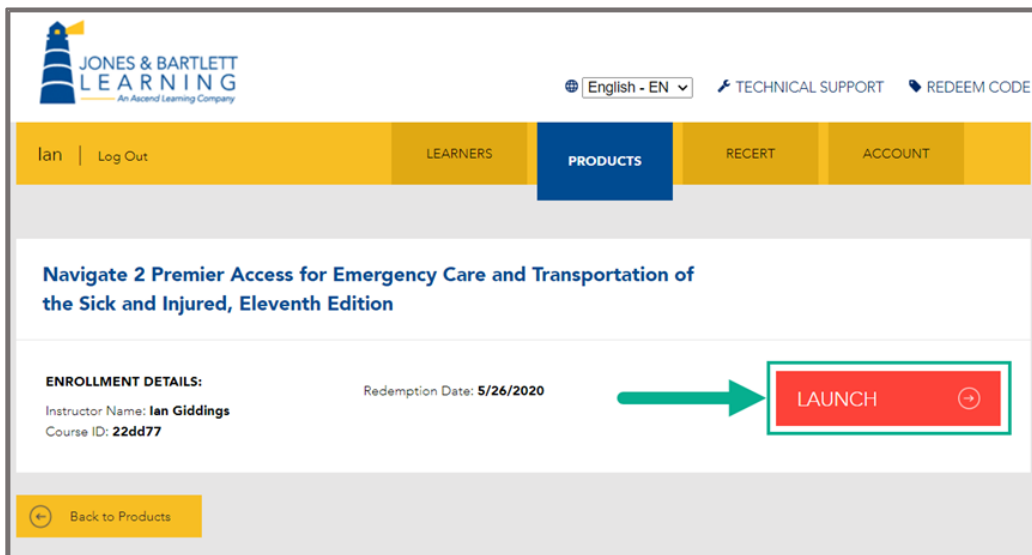 JONES & BARTLETT
LEARNING
An Ascend Learning Company
English - EN
TECHNICAL SUPPORT
REDEEM CODE
Ian | Log Out
LEARNERS
PRODUCTS
RECERT
ACCOUNT
Navigate 2 Premier Access for Emergency Care and Transportation of
the Sick and Injured, Eleventh Edition
ENROLLMENT DETAILS:
Instructor Name: Ian Giddings
Course ID: 22dd77
Redemption Date: 5/26/2020
LAUNCH
Back to Products